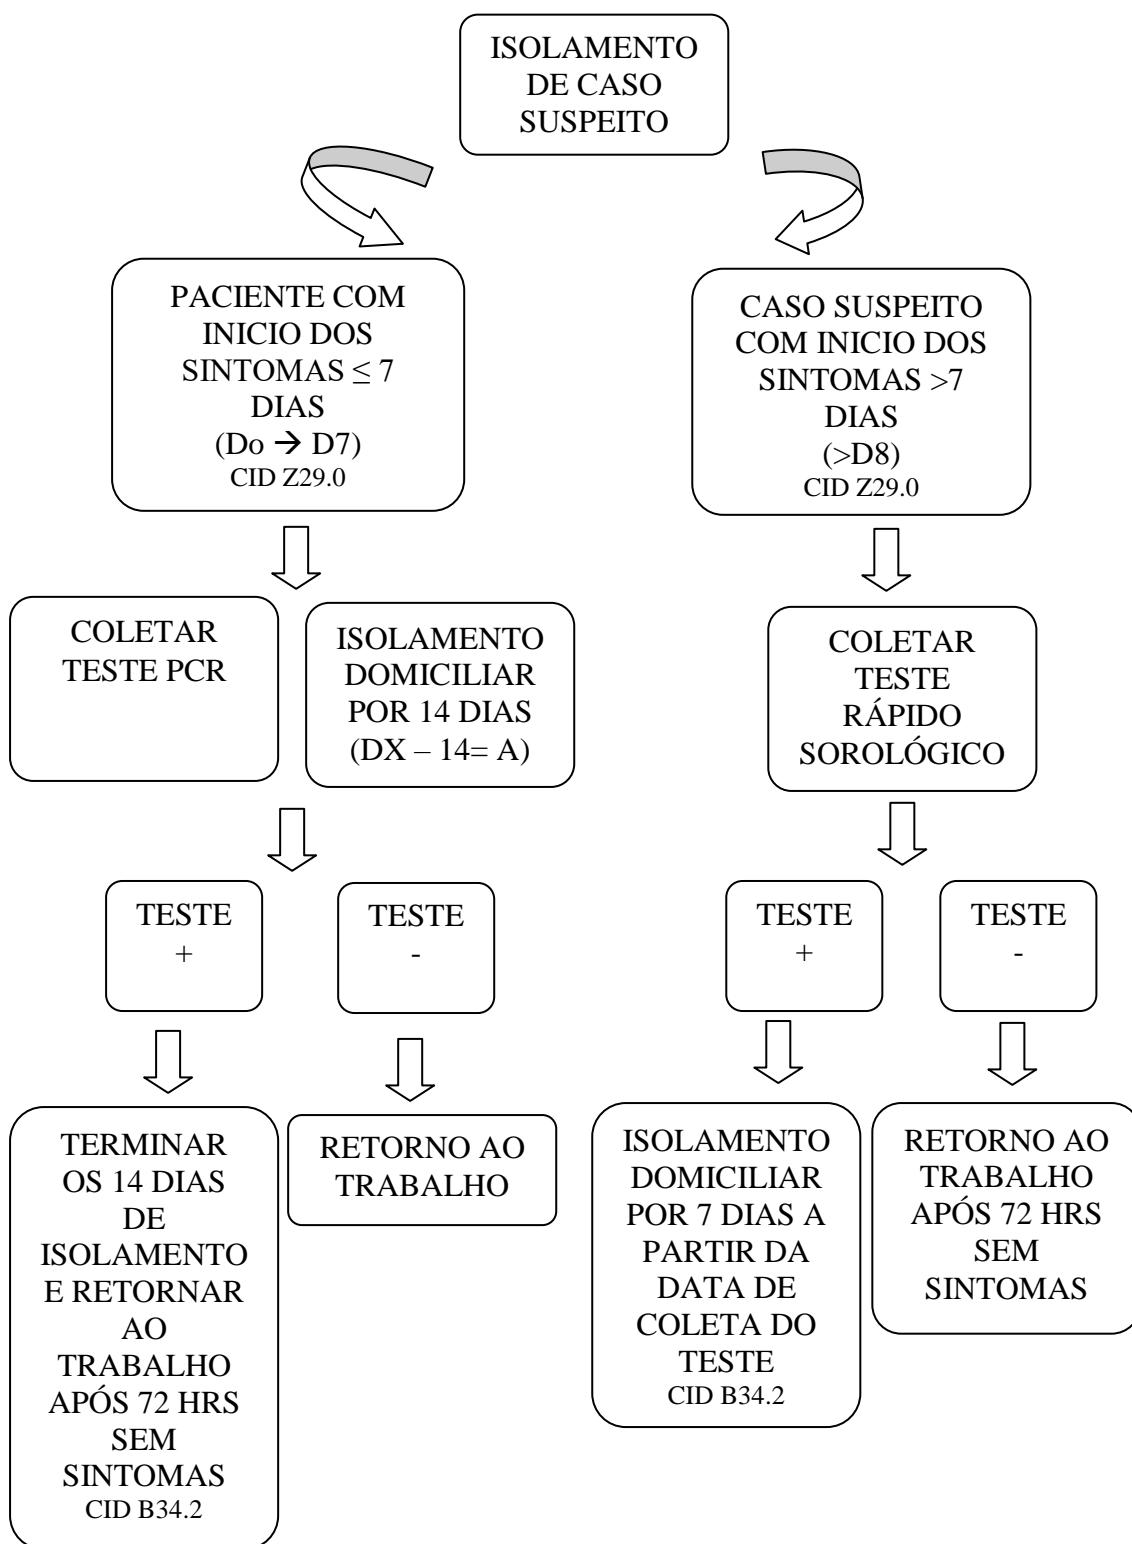 ISOLAMENTO
DE CASO
SUSPEITO
PACIENTE COM
INICIO DOS
SINTOMAS ≤ 7
DIAS
(Do → D7)
CID Z29.0
CASO SUSPEITO
COM INICIO DOS
SINTOMAS >7
DIAS
(>D8)
CID Z29.0
COLETAR
TESTE PCR
ISOLAMENTO
DOMICILIAR
POR 14 DIAS
(DX – 14= A)
COLETAR
TESTE
RÁPIDO
SOROLÓGICO
TESTE
+
TESTE
-
TESTE
+
TESTE
-
TERMINAR
OS 14 DIAS
DE
ISOLAMENTO
E RETORNAR
AO
TRABALHO
APÓS 72 HRS
SEM
SINTOMAS
CID B34.2
RETORNO AO
TRABALHO
ISOLAMENTO
DOMICILIAR
POR 7 DIAS A
PARTIR DA
DATA DE
COLETA DO
TESTE
CID B34.2
RETORNO AO
TRABALHO
APÓS 72 HRS
SEM
SINTOMAS